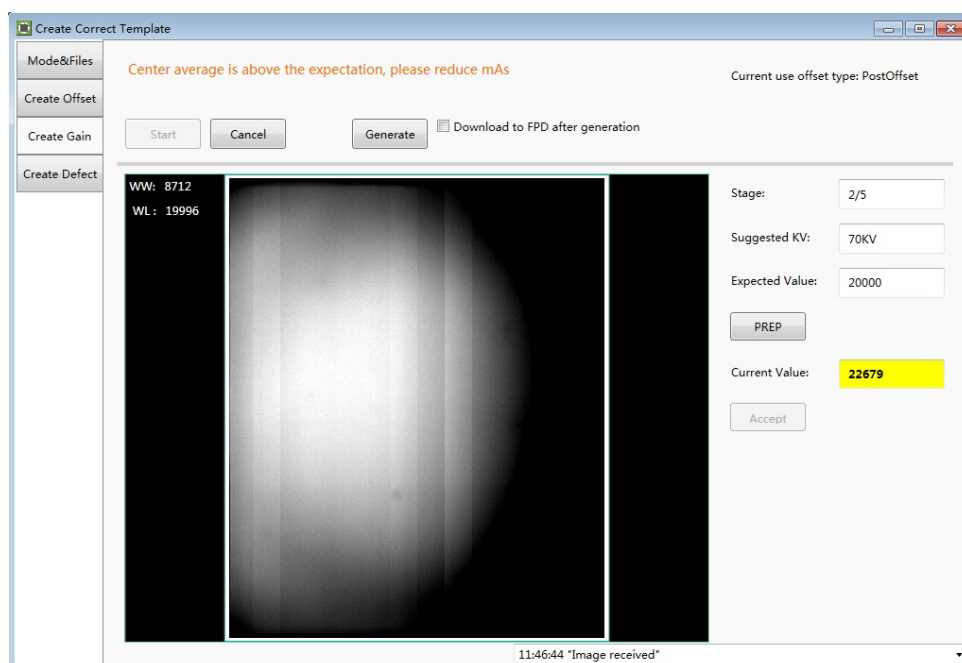 Create Correct Template
Mode&Files
Create Offset
Create Gain
Create Defect
Center average is above the expectation, please reduce mAs
Current use offset type: PostOffset
Start
Cancel
Generate
Download to FPD after generation
WW: 8712
WL: 19996
Stage: 2/5
Suggested KV: 70KV
Expected Value: 20000
PREP
Current Value: 22679
Accept
11:46:44 "Image received"